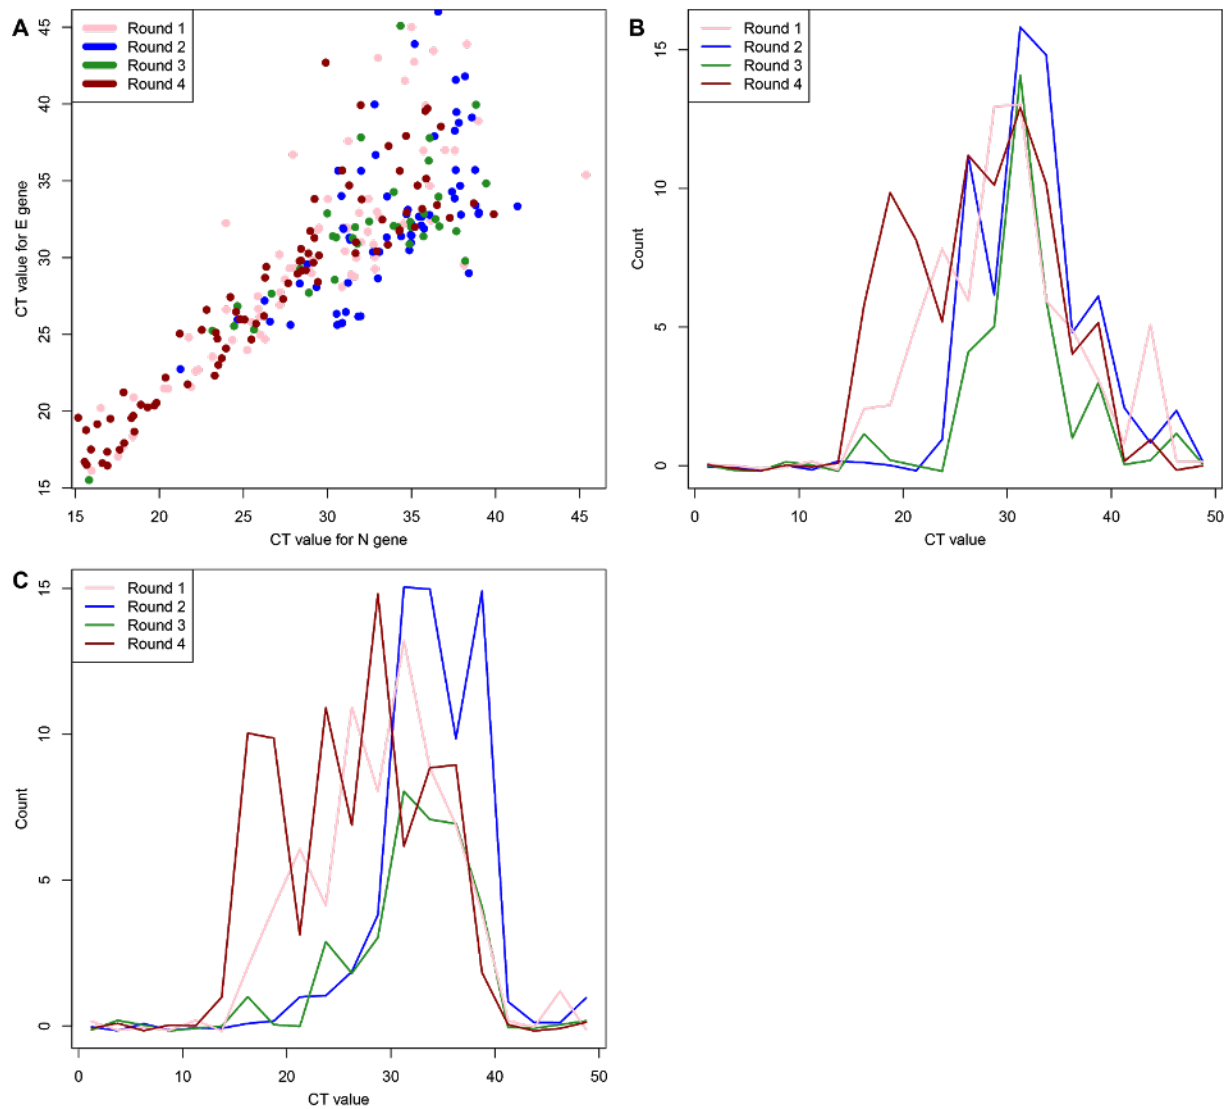 A
Round 1
Round 2
Round 3
Round 4
CT value for E gene
15 20 25 30 35 40 45
15 20 25 30 35 40 45
CT value for N gene
B
Round 1
Round 2
Round 3
Round 4
Count
0 5 10 15
0 10 20 30 40 50
CT value
C
Round 1
Round 2
Round 3
Round 4
Count
0 5 10 15
0 10 20 30 40 50
CT value